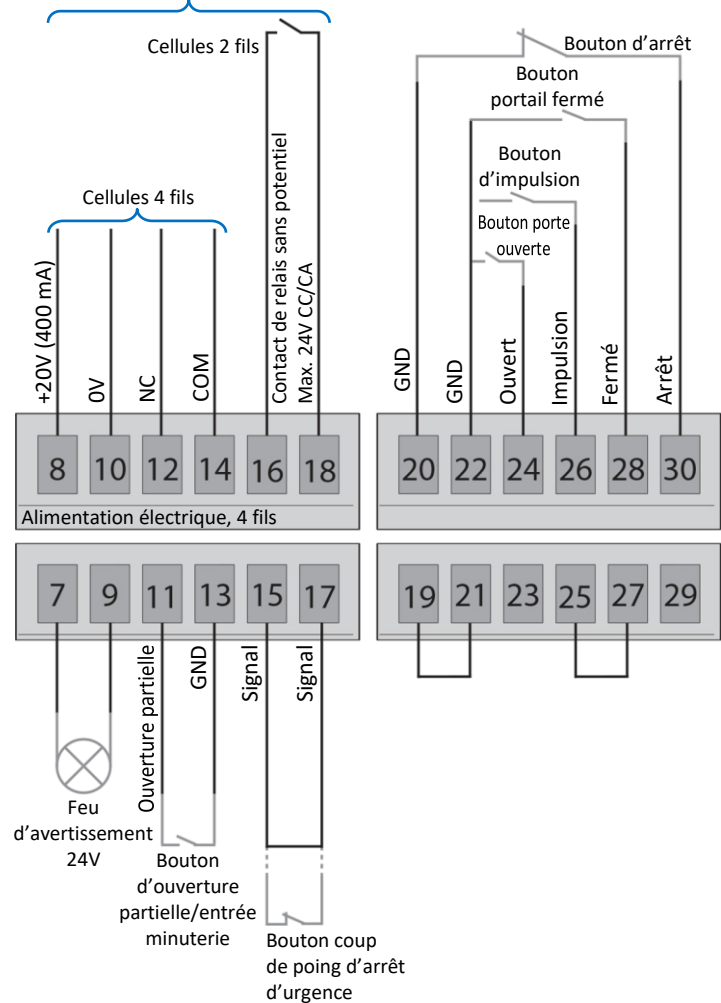 Cellules 2 fils
Cellules 4 fils
+20V (400 mA)
0V
NC
COM
Contact de relais sans potentiel
Max. 24V CC/CA
8
10
12
14
16
18
Alimentation électrique, 4 fils
Bouton d'arrêt
Bouton
portail fermé
Bouton
d'impulsion
Bouton porte
ouverte
GND
GND
Ouvert
Impulsion
Fermé
Arrêt
20
22
24
26
28
30
7
9
11
13
15
17
Ouverture partielle
GND
Signal
Signal
Feu
d'avertissement
24V
Bouton
d'ouverture
partielle/entrée
minuterie
Bouton coup
de poing d'arrêt
d'urgence
19
21
23
25
27
29